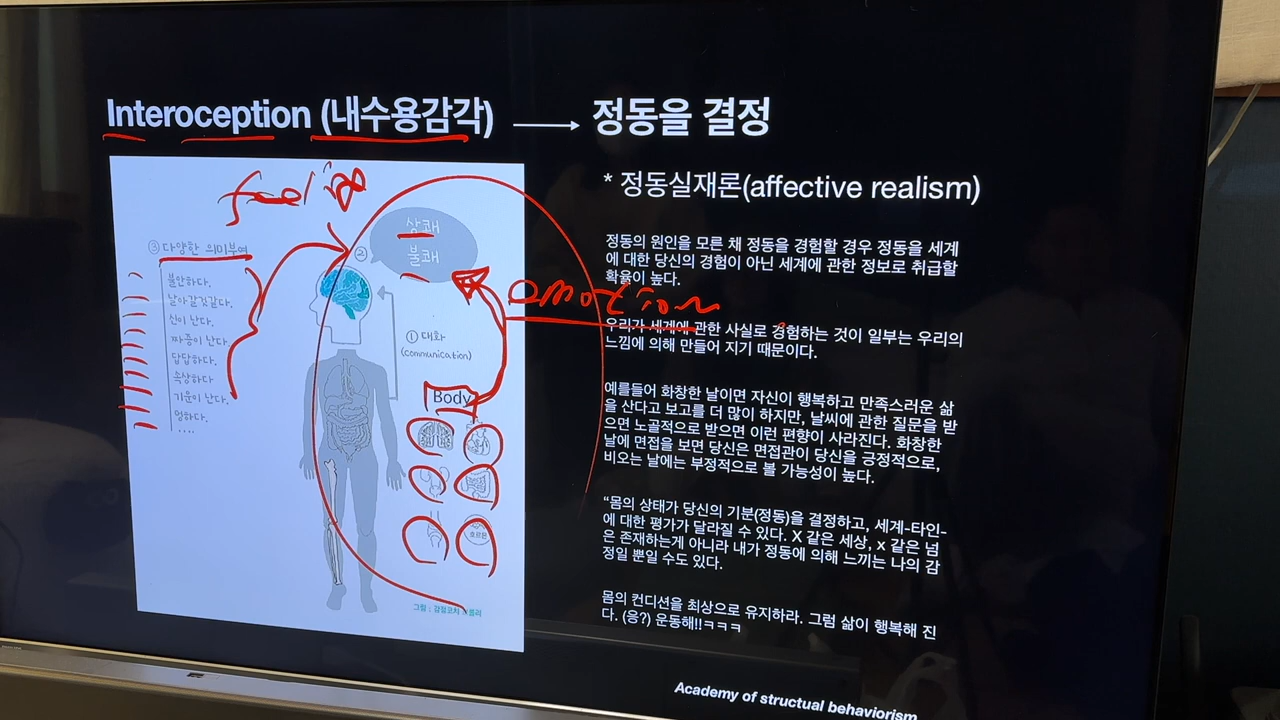 Interoception (내수용감각) → 정동을 결정
feeling
③ 다양한 의미부여
불안하다.
날아갈것같다.
신이 난다.
짜증이 난다.
답답하다.
속상하다
기운이 난다.
멍하다.
....
②
상쾌
불쾌
emotion
① 대화
(communication)
Body
호르몬
그림 : 감정코치
* 정동실재론(affective realism)
정동의 원인을 모른 채 정동을 경험할 경우 정동을 세계
에 대한 당신의 경험이 아닌 세계에 관한 정보로 취급할
확율이 높다.
우리가 세계에 관한 사실로 경험하는 것이 일부는 우리의
느낌에 의해 만들어 지기 때문이다.
예를들어 화창한 날이면 자신이 행복하고 만족스러운 삶
을 산다고 보고를 더 많이 하지만, 날씨에 관한 질문을 받
으면 노골적으로 받으면 이런 편향이 사라진다. 화창한
날에 면접을 보면 당신은 면접관이 당신을 긍정적으로,
비오는 날에는 부정적으로 볼 가능성이 높다.
“몸의 상태가 당신의 기분(정동)을 결정하고, 세계-타인-
에 대한 평가가 달라질 수 있다. X 같은 세상, x 같은 넘
은 존재하는게 아니라 내가 정동에 의해 느끼는 나의 감
정일 뿐일 수도 있다.
몸의 컨디션을 최상으로 유지하라. 그럼 삶이 행복해 진
다. (응?) 운동해!!ㅋㅋㅋ
Academy of structual behaviorism